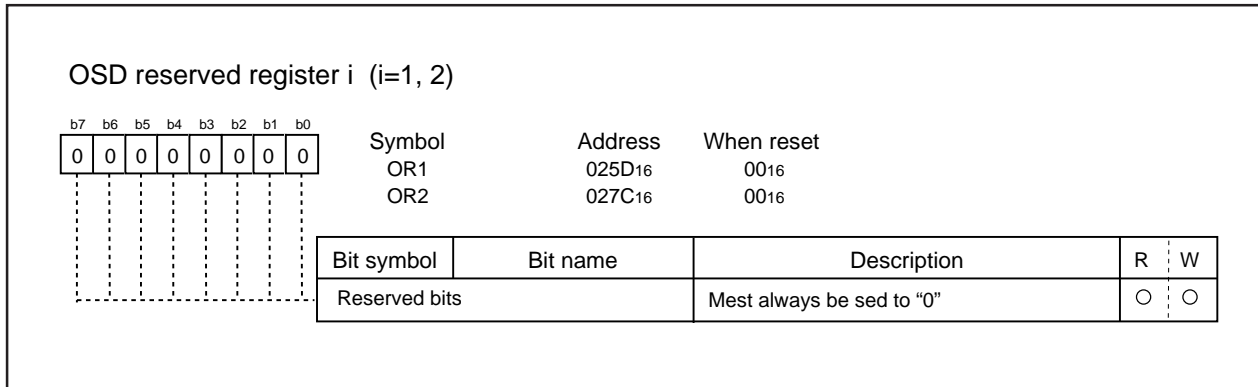 OSD reserved register i (i=1, 2)
b7 b6 b5 b4 b3 b2 b1 b0
0 0 0 0 0 0 0 0
Symbol Address When reset
OR1 025D16 0016
OR2 027C16 0016
Bit symbol Bit name Description R W
Reserved bits Mest always be sed to “0” ○ ○